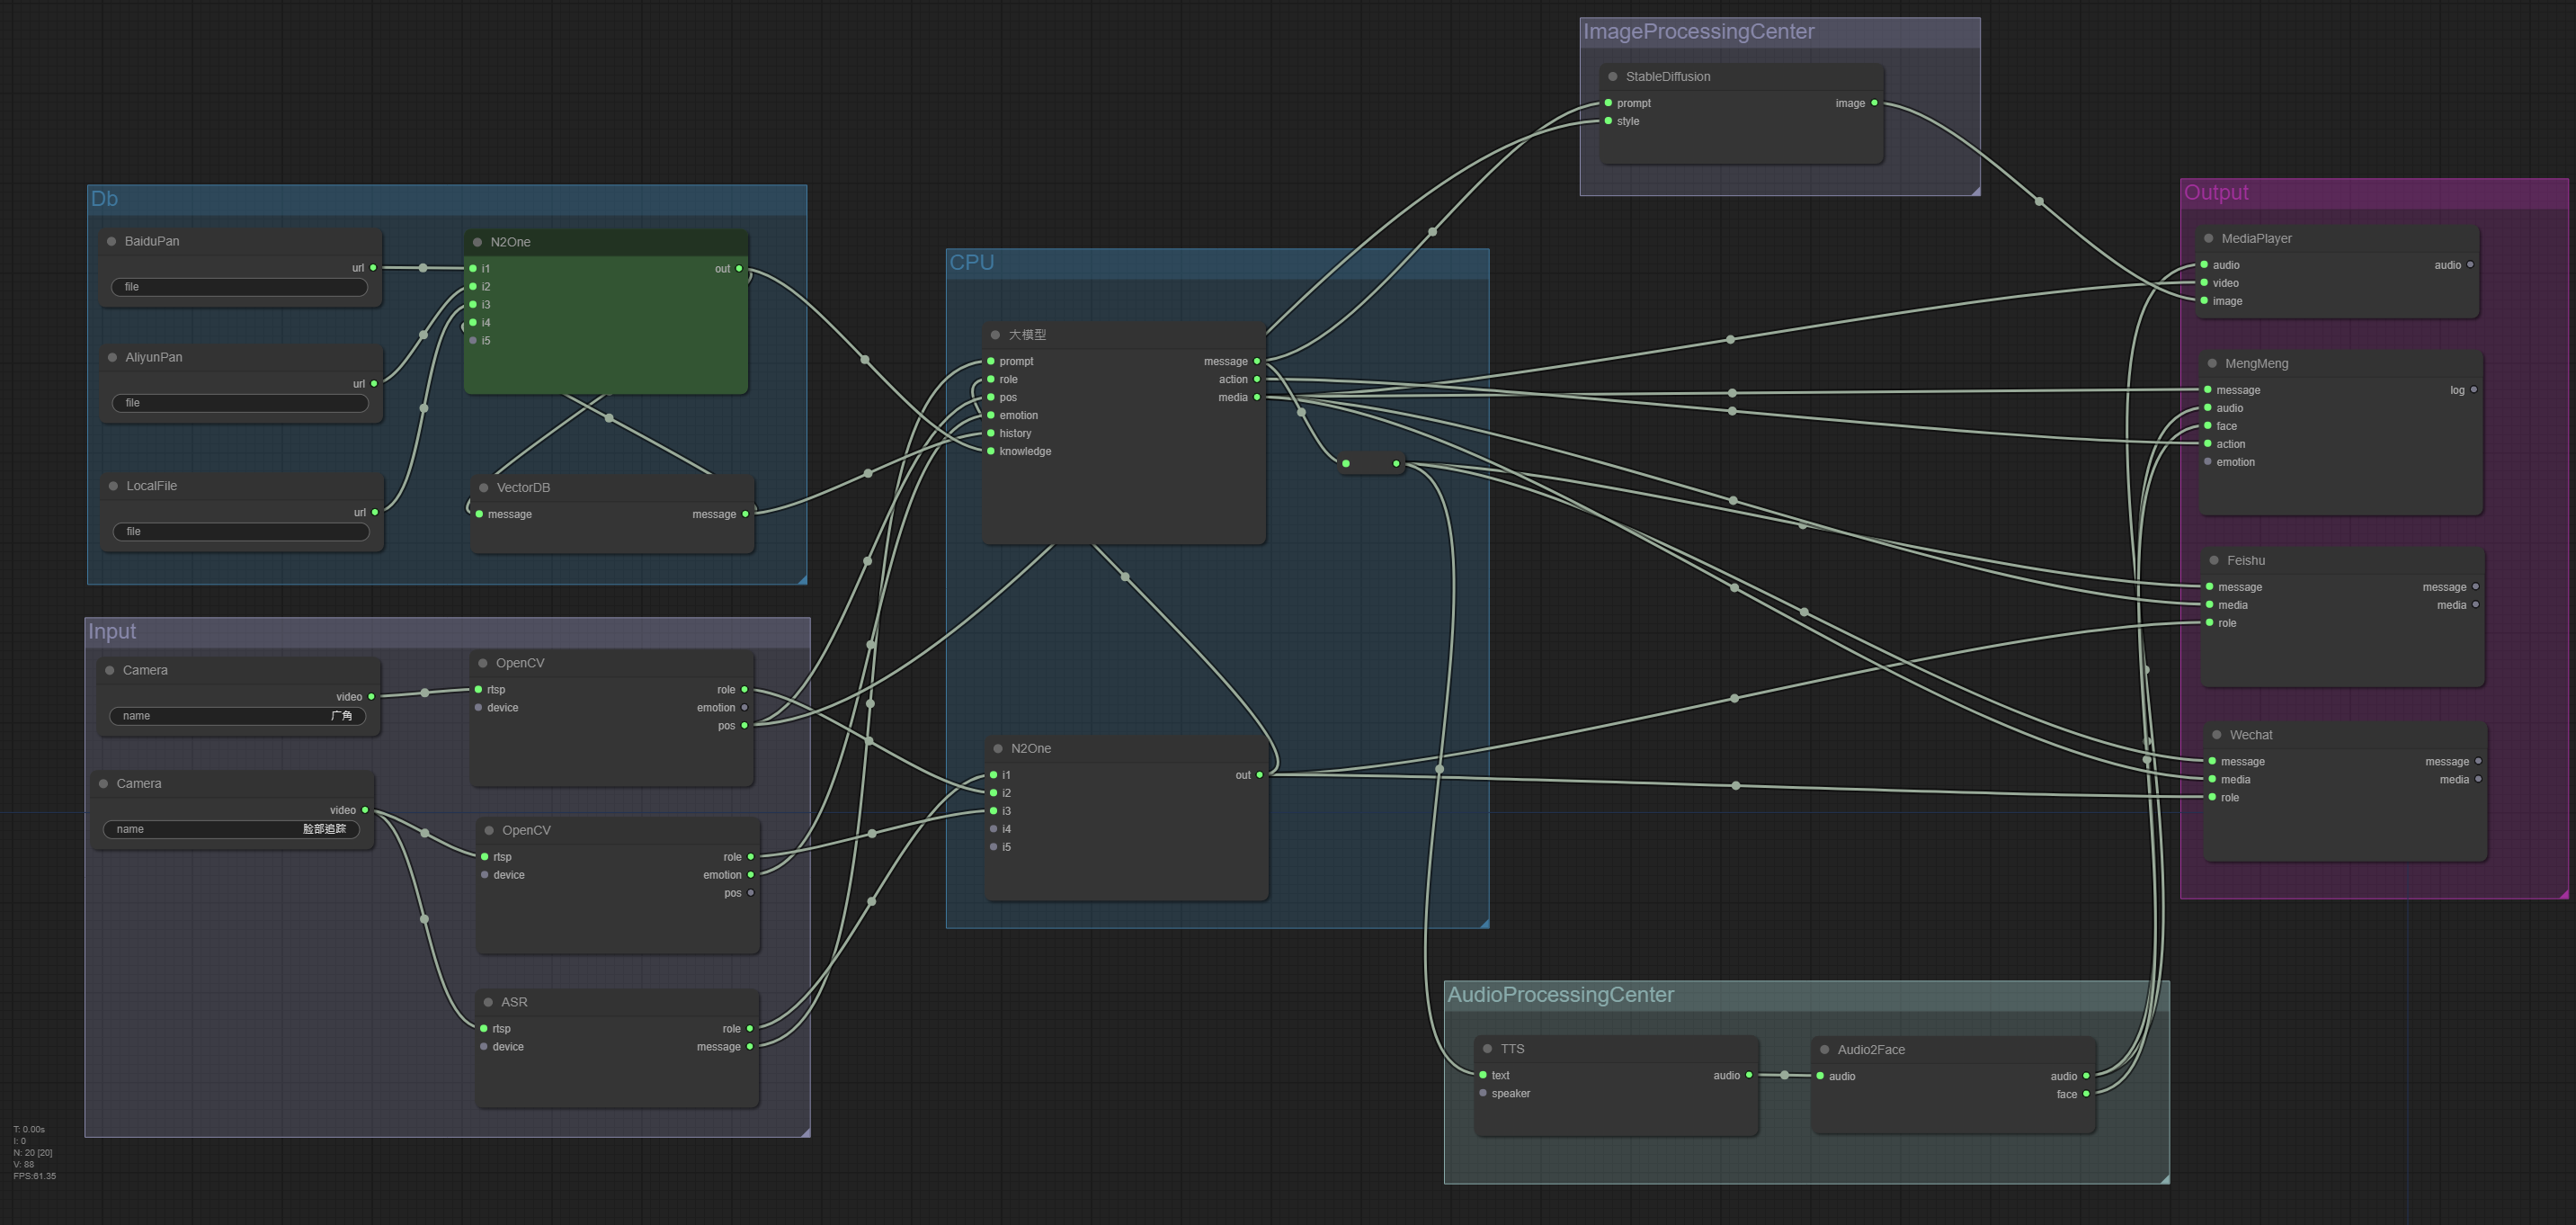 ImageProcessingCenter
StableDiffusion
prompt image
style
Db
BaiduPan
url
file
AliyunPan
url
file
LocalFile
url
file
N2One
i1 out
i2
i3
i4
i5
VectorDB
message message
Input
Camera
video
name 广角
Camera
video
name 脸部追踪
OpenCV
rtsp role
device emotion
pos
OpenCV
rtsp role
device emotion
pos
ASR
rtsp role
device message
CPU
大模型
prompt message
role action
pos media
emotion
history
knowledge
N2One
i1 out
i2
i3
i4
i5
Output
MediaPlayer
audio audio
video
image
MengMeng
message log
audio
face
action
emotion
Feishu
message message
media media
role
Wechat
message message
media media
role
AudioProcessingCenter
TTS
text audio
speaker
Audio2Face
audio audio
face
T: 0.00s
I: 0
N: 20 [20]
V: 88
FPS:61.35